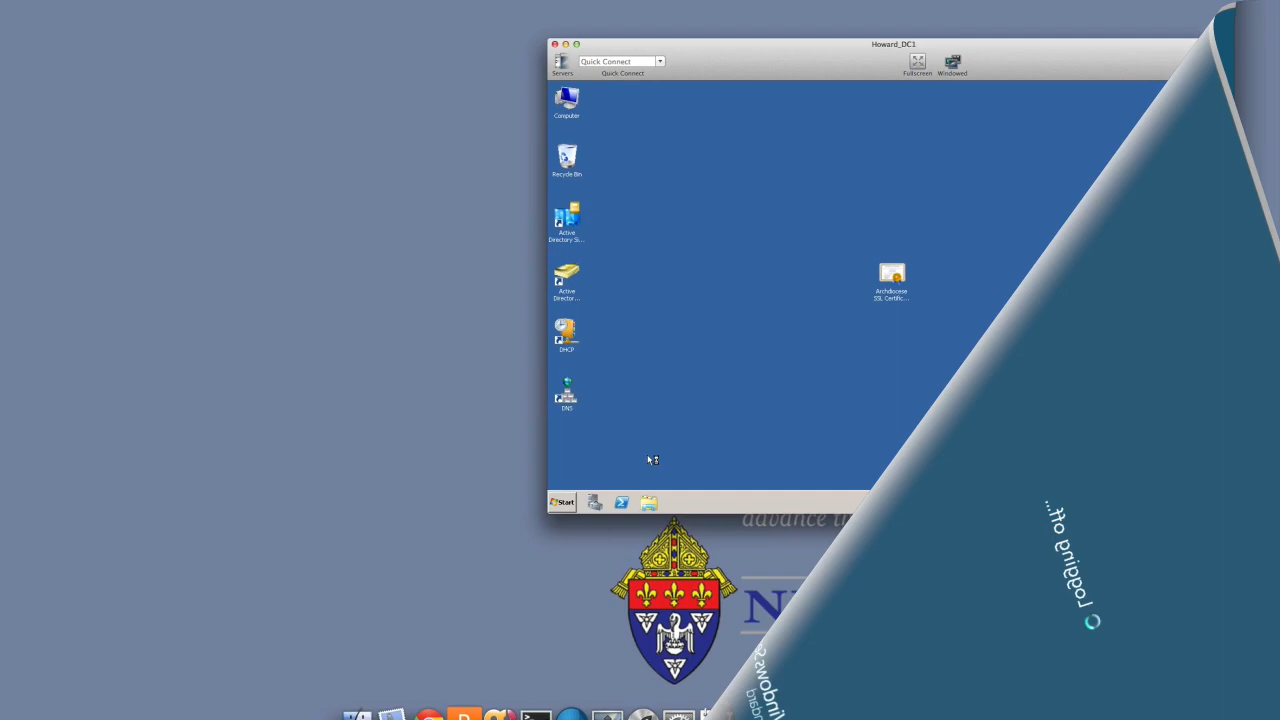 Howard_DC1
Quick Connect
Servers
Quick Connect
Fullscreen
Windowed
Computer
Recycle Bin
Active
Directory Si...
Active
Director...
DHCP
DNS
Archdiocese
SSL Certific...
Start
advance
N
Logging off...